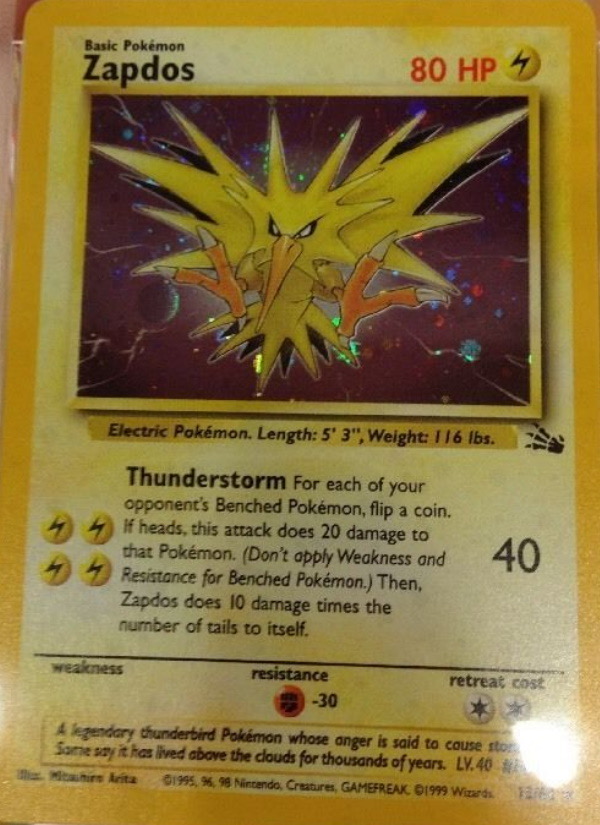 Basic Pokémon
Zapdos
80 HP
Electric Pokémon. Length: 5' 3", Weight: 116 lbs.
Thunderstorm For each of your
opponent's Benched Pokémon, flip a coin.
If heads, this attack does 20 damage to
that Pokémon. (Don't apply Weakness and
Resistance for Benched Pokémon.) Then,
Zapdos does 10 damage times the
number of tails to itself.
40
weakness
resistance
retreat cost
-30
A legendary thunderbird Pokémon whose anger is said to cause
Some say it has lived above the clouds for thousands of years. LV. 40
Illus. Mitsuhiro Arita ©1995, 96, 98 Nintendo, Creatures, GAMEFREAK. ©1999 Wizards.